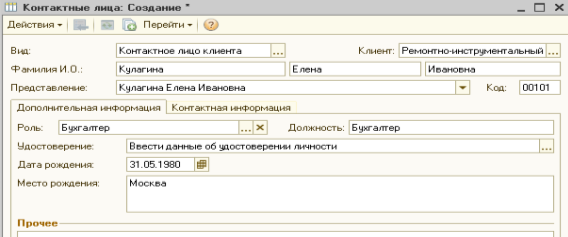 Контактные лица: Создание *
Действия Перейти
Вид: Контактное лицо клиента ... Клиент: Ремонтно-инструментальный ...
Фамилия И.О.: Кулагина Елена Ивановна
Представление: Кулагина Елена Ивановна Код: 00101
Дополнительная информация Контактная информация
Роль: Бухгалтер ... × Должность: Бухгалтер
Удостоверение: Ввести данные об удостоверении личности ...
Дата рождения: 31.05.1980
Место рождения: Москва
Прочее